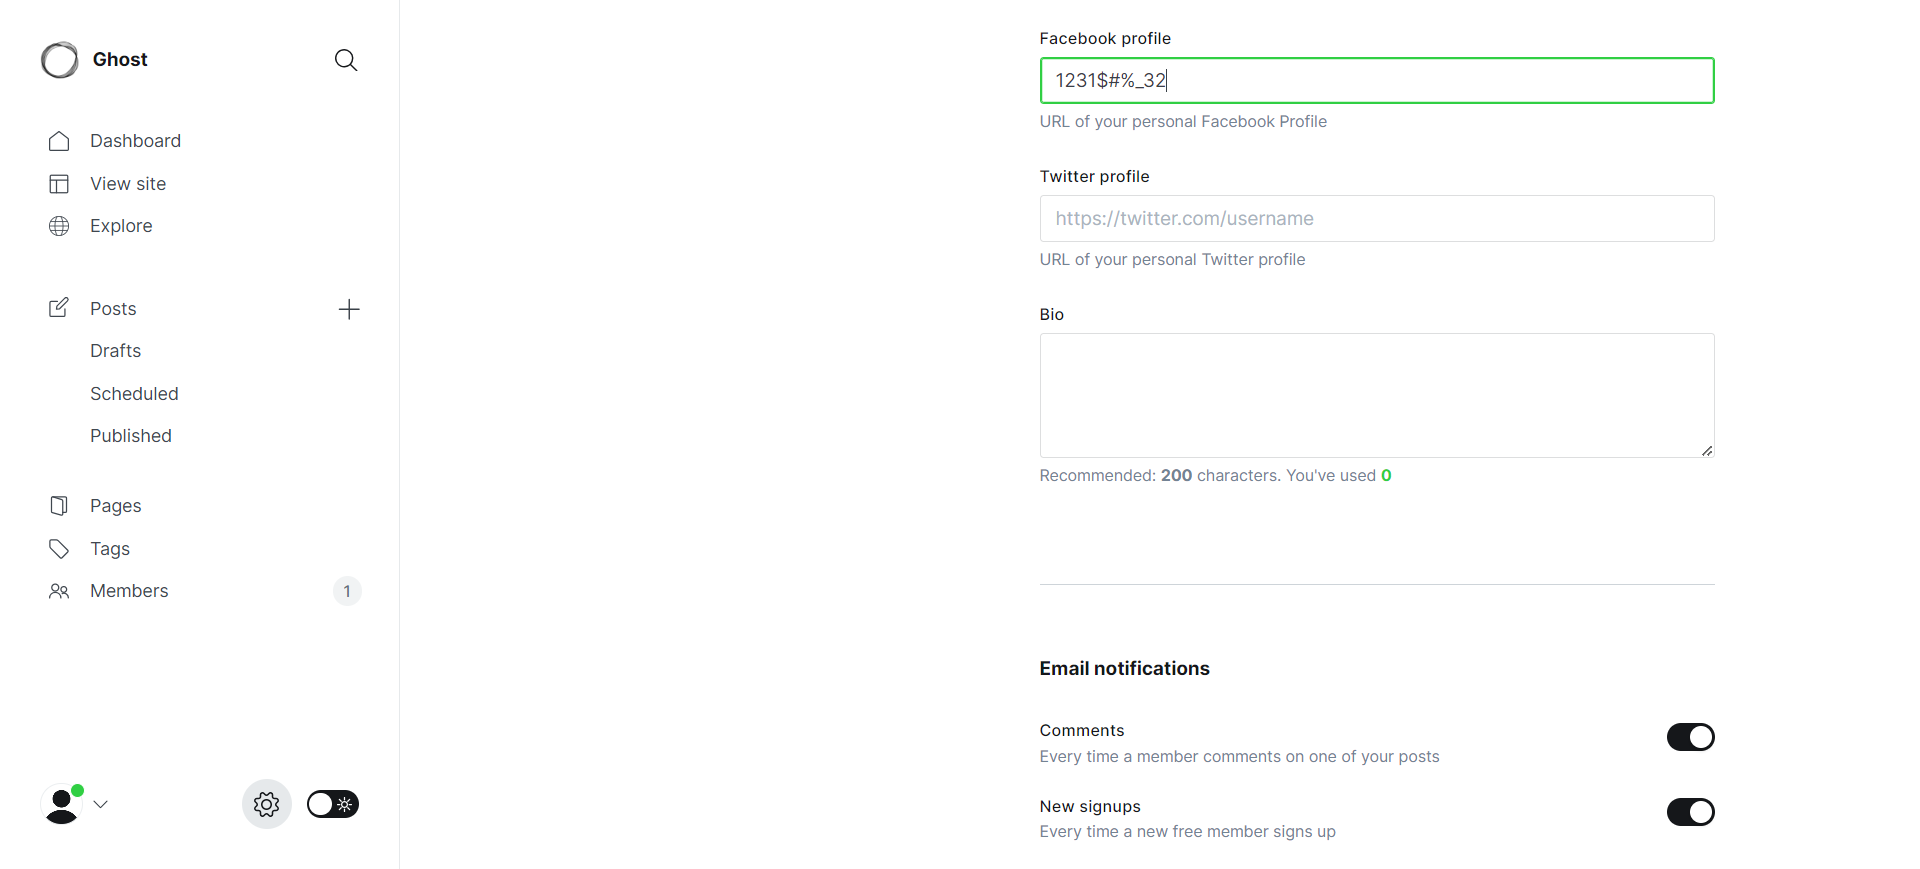 Ghost
Dashboard
View site
Explore
Posts
Drafts
Scheduled
Published
Pages
Tags
Members
1
Facebook profile
1231$#%_32
URL of your personal Facebook Profile
Twitter profile
https://twitter.com/username
URL of your personal Twitter profile
Bio
Recommended: 200 characters. You've used 0
Email notifications
Comments
Every time a member comments on one of your posts
New signups
Every time a new free member signs up